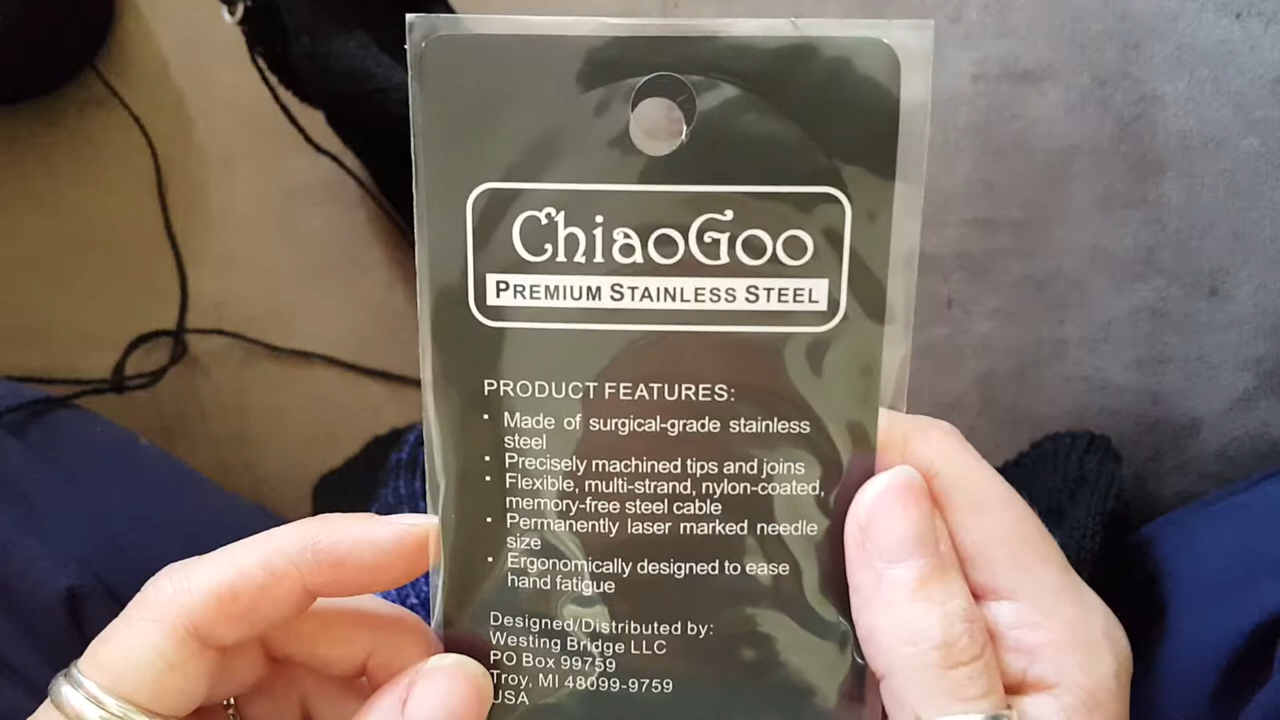 ChiaoGoo
PREMIUM STAINLESS STEEL
PRODUCT FEATURES:
▪ Made of surgical-grade stainless
steel
▪ Precisely machined tips and joins
▪ Flexible, multi-strand, nylon-coated,
memory-free steel cable
▪ Permanently laser marked needle
size
▪ Ergonomically designed to ease
hand fatigue
Designed/Distributed by:
Westing Bridge LLC
PO Box 99759
Troy, MI 48099-9759
USA